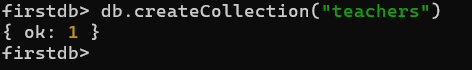 firstdb> db.createCollection("teachers")
{ ok: 1 }
firstdb>